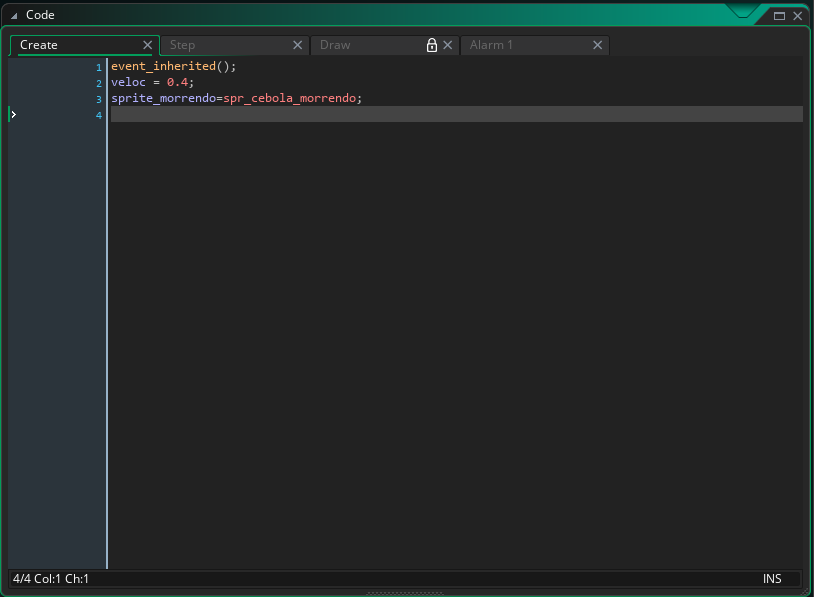 Code
Create Step Draw Alarm 1
1 event_inherited();
2 veloc = 0.4;
3 sprite_morrendo=spr_cebola_morrendo;
4
4/4 Col:1 Ch:1 INS